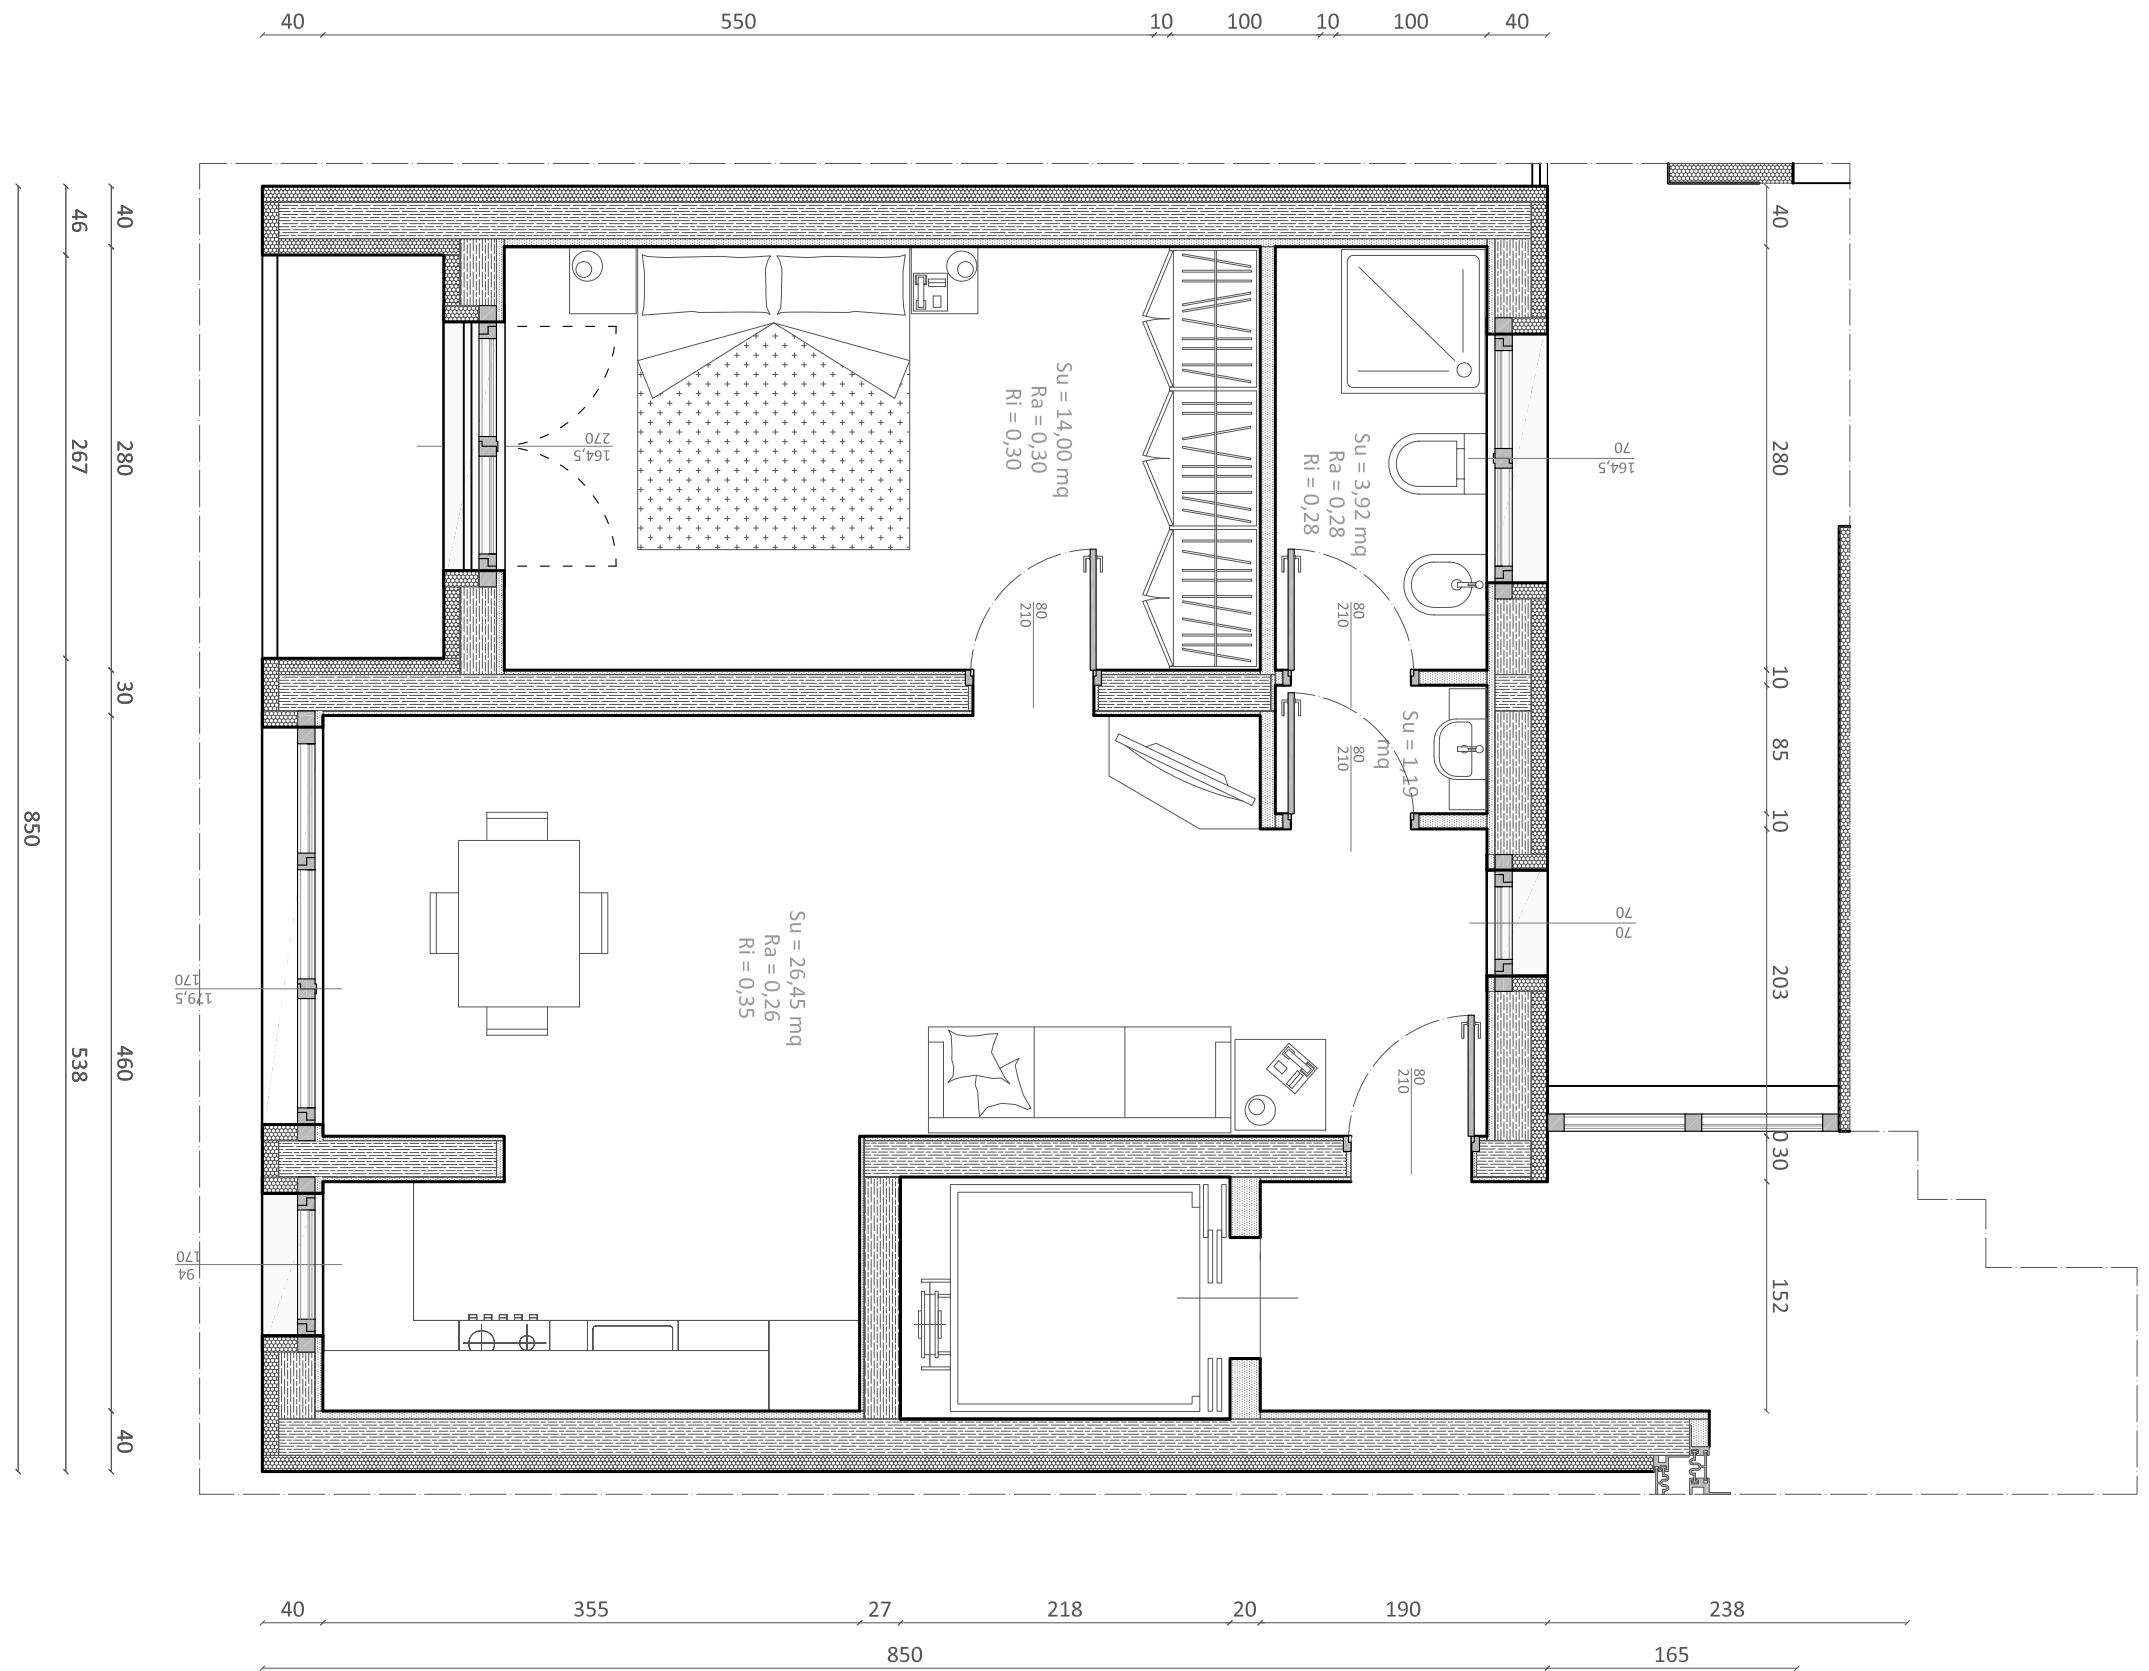 40 550 10 100 10 100 40
850
46
267
538
40
280
30
460
40
270
164,5
Su = 14,00 mq
Ra = 0,30
Ri = 0,30
80
210
Su = 3,92 mq
Ra = 0,28
Ri = 0,28
80
210
70
164,5
Su = 1,19
mq
80
210
70
70
Su = 26,45 mq
Ra = 0,26
Ri = 0,35
80
210
170
179,5
170
94
40
280
10
85
10
203
30
152
40 355 27 218 20 190 238
850 165